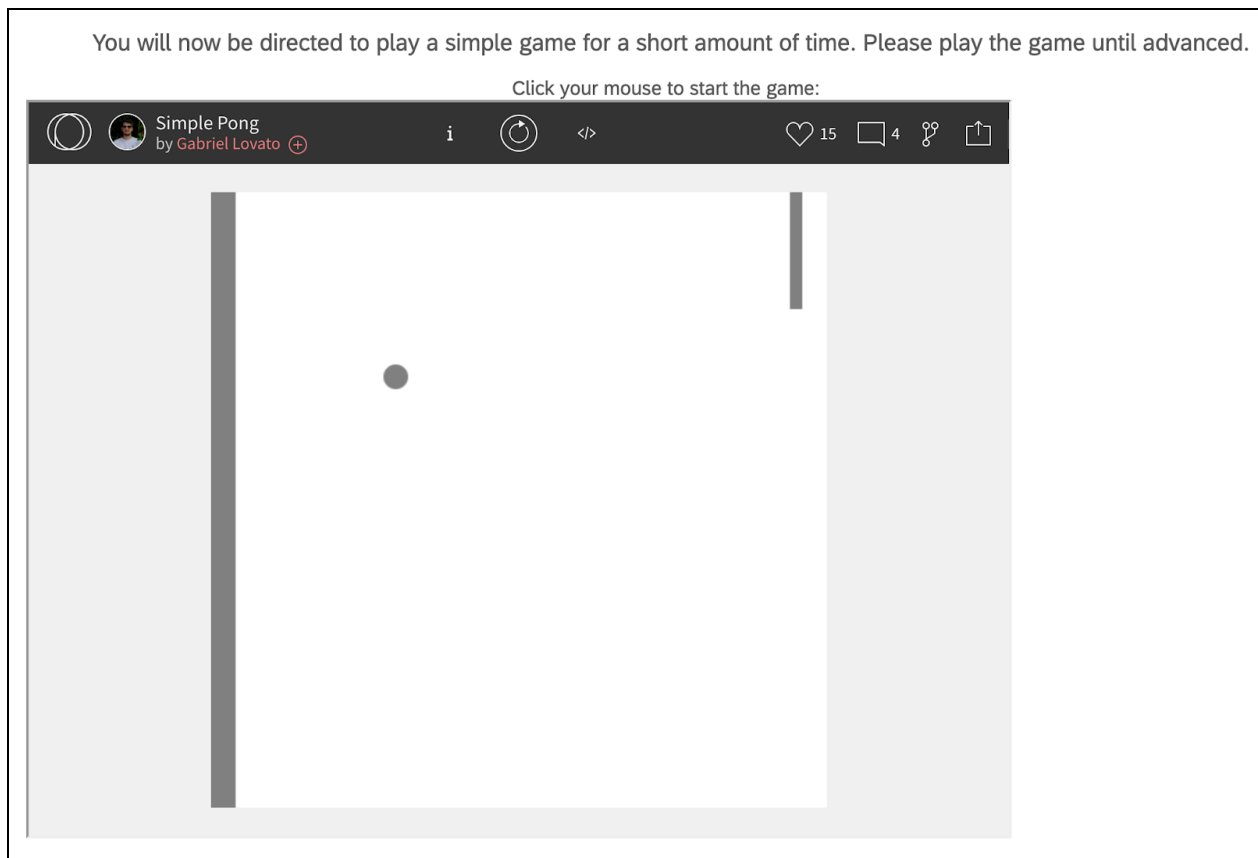 You will now be directed to play a simple game for a short amount of time. Please play the game until advanced.
Click your mouse to start the game:
Simple Pong
by Gabriel Lovato
i
</>
15
4